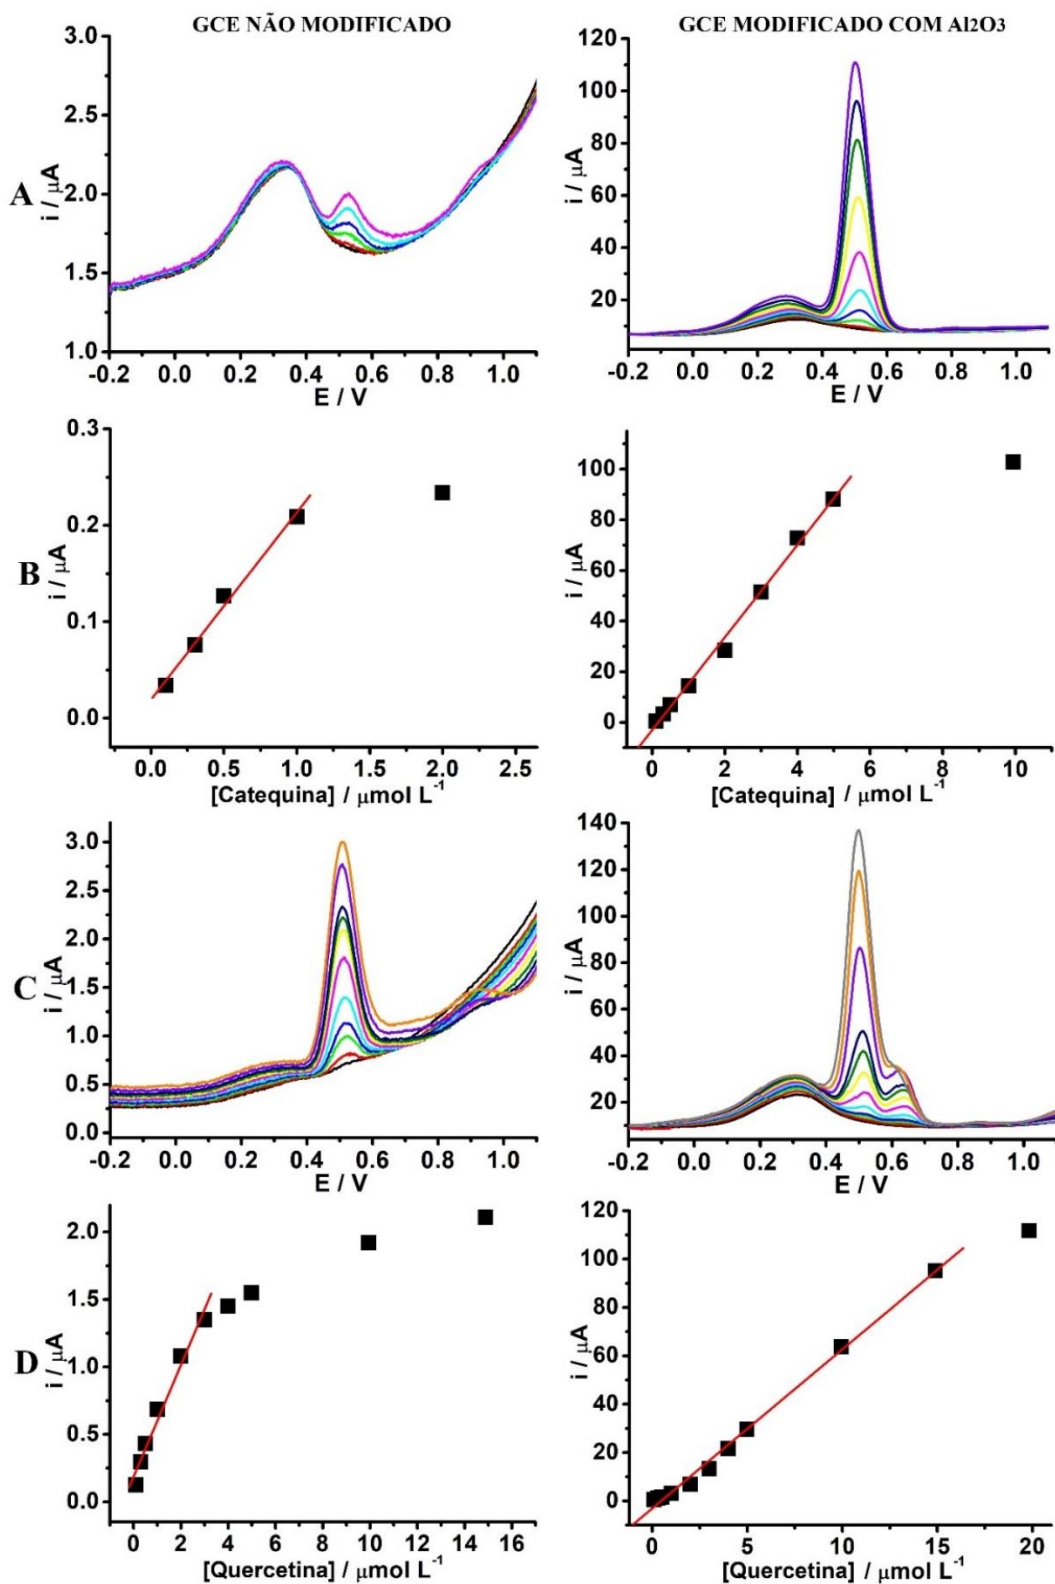 GCE NÃO MODIFICADO
GCE MODIFICADO COM Al2O3
A
i / μA
3.0
2.5
2.0
1.5
1.0
-0.2 0.0 0.2 0.4 0.6 0.8 1.0
E / V
i / μA
120
100
80
60
40
20
-0.2 0.0 0.2 0.4 0.6 0.8 1.0
E / V
B
i / μA
0.3
0.2
0.1
0.0
0.0 0.5 1.0 1.5 2.0 2.5
[Catequina] / μmol L-1
i / μA
100
80
60
40
20
0
0 2 4 6 8 10
[Catequina] / μmol L-1
C
i / μA
3.0
2.5
2.0
1.5
1.0
0.5
0.0
-0.2 0.0 0.2 0.4 0.6 0.8 1.0
E / V
i / μA
140
120
100
80
60
40
20
-0.2 0.0 0.2 0.4 0.6 0.8 1.0
E / V
D
i / μA
2.0
1.5
1.0
0.5
0.0
0 2 4 6 8 10 12 14 16
[Quercetina] / μmol L-1
i / μA
120
100
80
60
40
20
0
0 5 10 15 20
[Quercetina] / μmol L-1